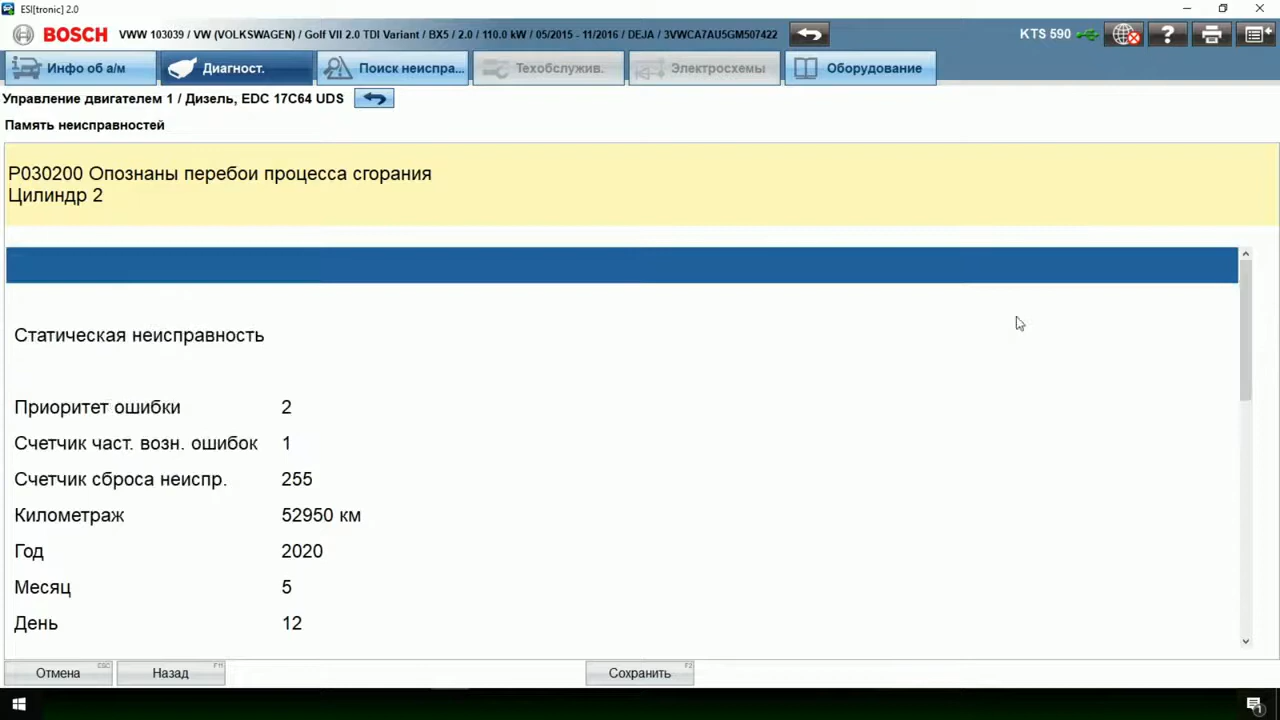 ESI[tronic] 2.0
BOSCH
VWW 103039 / VW (VOLKSWAGEN) / Golf VII 2.0 TDI Variant / BX5 / 2.0 / 110.0 kW / 05/2015 - 11/2016 / DEJA / 3VWCA7AU5GM507422
KTS 590
Инфо об а/м
Диагност.
Поиск неиспра...
Техобслужив.
Электросхемы
Оборудование
Управление двигателем 1 / Дизель, EDC 17C64 UDS
Память неисправностей
P030200 Опознаны перебои процесса сгорания
Цилиндр 2
Статическая неисправность
Приоритет ошибки 2
Счетчик част. возн. ошибок 1
Счетчик сброса неиспр. 255
Километраж 52950 км
Год 2020
Месяц 5
День 12
Отмена ESC
Назад FH
Сохранить F2
1